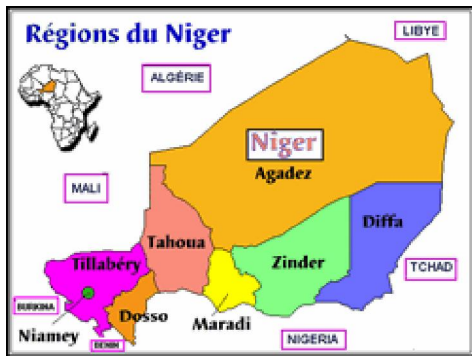 Régions du Niger
LIBYE
ALGÉRIE
Niger
Agadez
MALI
Diffa
Tahoua
Zinder
Tillabéry
TCHAD
BURKINA
Dosso
Maradi
Niamey
NIGERIA
BENIN